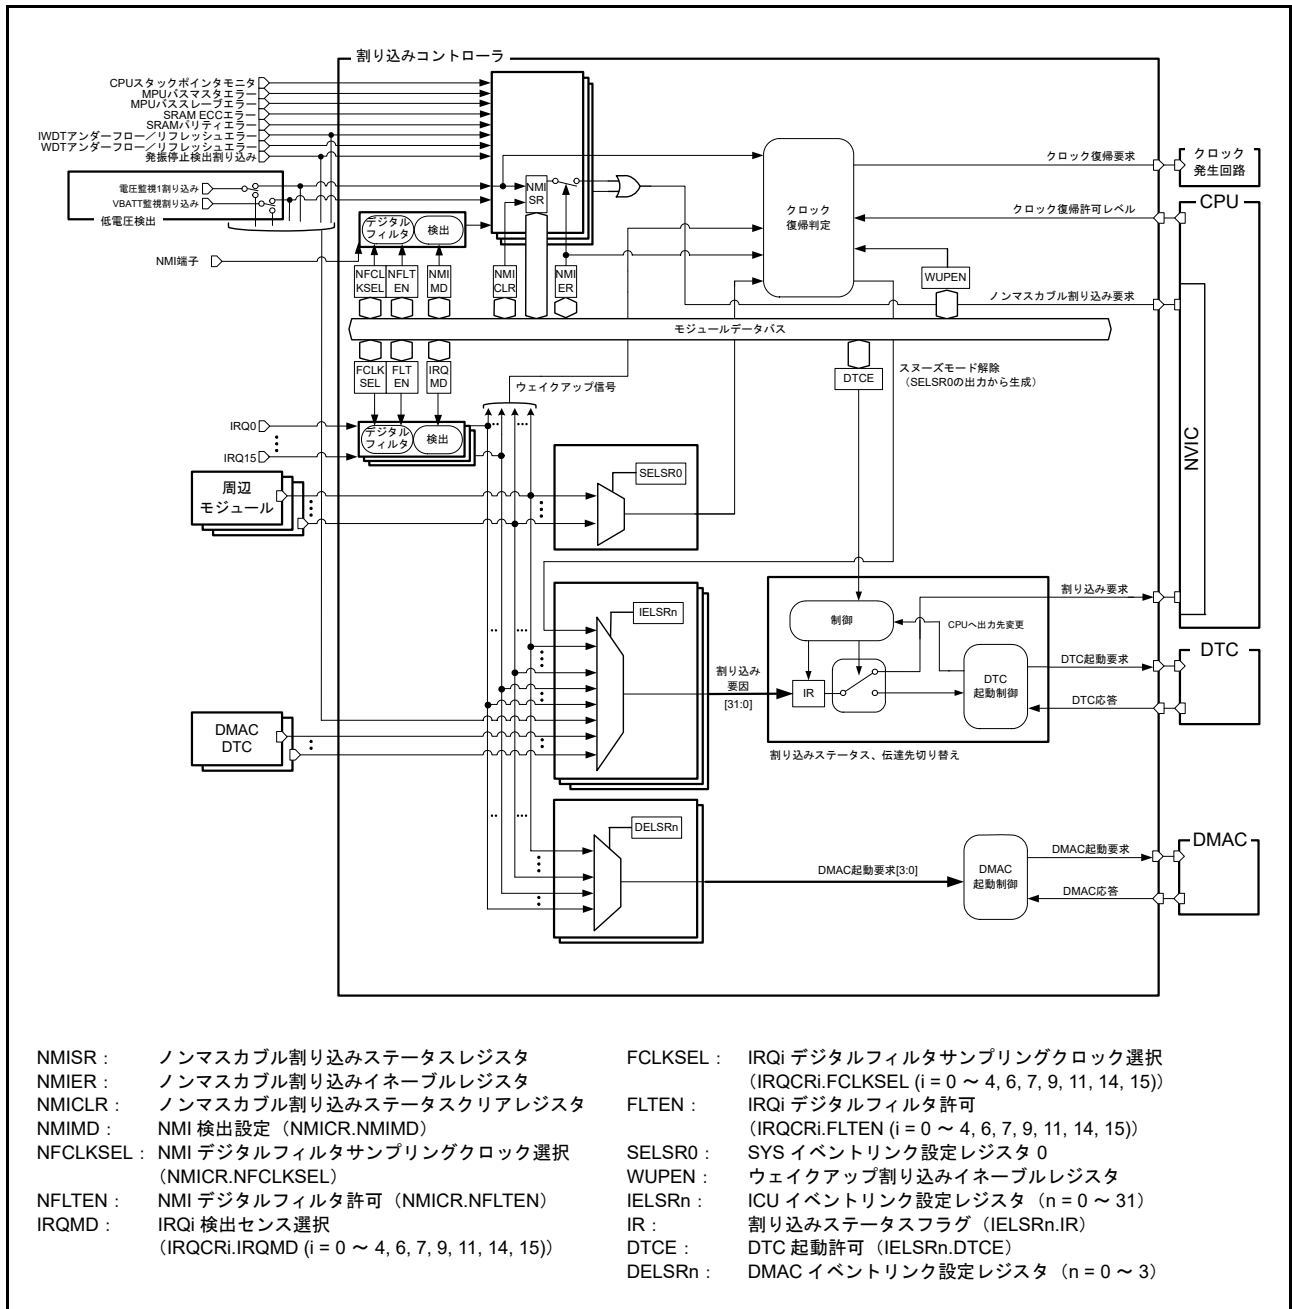 割り込みコントローラ
CPUスタックポインタモニタ
MPUバスマスタエラー
MPUバススレーブエラー
SRAM ECCエラー
SRAMパリティエラー
IWDTアンダーフロー／リフレッシュエラー
WDTアンダーフロー／リフレッシュエラー
発振停止検出割り込み
電圧監視1割り込み
VBATT監視割り込み
低電圧検出
NMI端子
デジタル
フィルタ
検出
NMI
SR
NFCL
KSEL
NFLT
EN
NMI
MD
NMI
CLR
NMI
ER
クロック
復帰判定
クロック復帰要求
クロック
発生回路
クロック復帰許可レベル
CPU
WUPEN
ノンマスカブル割り込み要求
モジュールデータバス
FCLK
SEL
FLT
EN
IRQ
MD
ウェイクアップ信号
DTCE
スヌーズモード解除
（SELSR0の出力から生成）
NVIC
IRQ0
IRQ15
デジタル
フィルタ
検出
周辺
モジュール
SELSR0
IELSRn
制御
割り込み要求
CPUへ出力先変更
割り込み
要因
[31:0]
IR
DTC
起動制御
DTC起動要求
DTC応答
DTC
DMAC
DTC
割り込みステータス、伝達先切り替え
DELSRn
DMAC起動要求[3:0]
DMAC
起動制御
DMAC起動要求
DMAC応答
DMAC
NMISR： ノンマスカブル割り込みステータスレジスタ
NMIER： ノンマスカブル割り込みイネーブルレジスタ
NMICLR： ノンマスカブル割り込みステータスクリアレジスタ
NMIMD： NMI 検出設定（NMICR.NMIMD）
NFCLKSEL： NMI デジタルフィルタサンプリングクロック選択
（NMICR.NFCLKSEL）
NFLTEN： NMI デジタルフィルタ許可（NMICR.NFLTEN）
IRQMD： IRQi 検出センス選択
（IRQCRi.IRQMD (i = 0 ～ 4, 6, 7, 9, 11, 14, 15)）
FCLKSEL： IRQi デジタルフィルタサンプリングクロック選択
（IRQCRi.FCLKSEL (i = 0 ～ 4, 6, 7, 9, 11, 14, 15)）
FLTEN： IRQi デジタルフィルタ許可
（IRQCRi.FLTEN (i = 0 ～ 4, 6, 7, 9, 11, 14, 15)）
SELSR0： SYS イベントリンク設定レジスタ 0
WUPEN： ウェイクアップ割り込みイネーブルレジスタ
IELSRn： ICU イベントリンク設定レジスタ（n = 0 ～ 31）
IR： 割り込みステータスフラグ（IELSRn.IR）
DTCE： DTC 起動許可（IELSRn.DTCE）
DELSRn： DMAC イベントリンク設定レジスタ（n = 0 ～ 3）